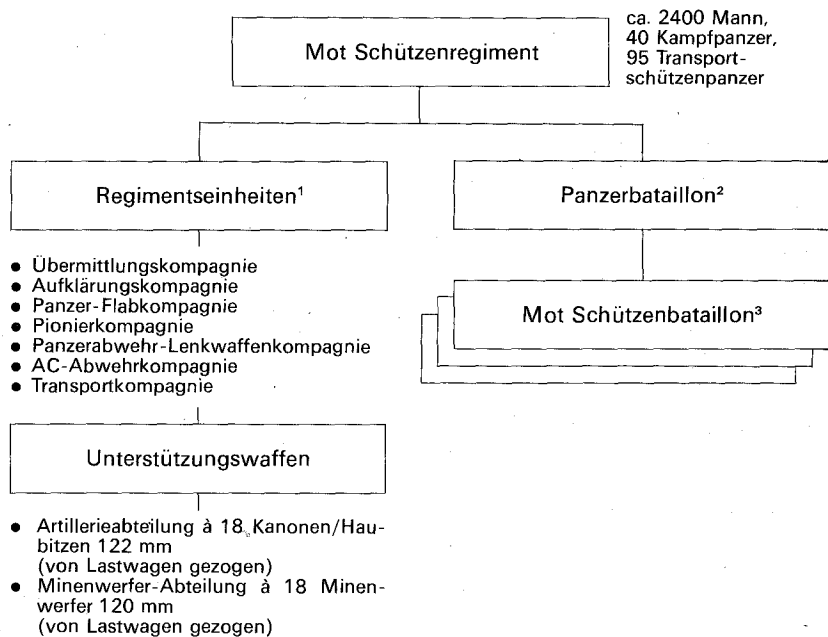 Mot Schützenregiment
ca. 2400 Mann,
40 Kampfpanzer,
95 Transport-
schützenpanzer
Regimentseinheiten¹
Panzerbataillon²
● Übermittlungskompagnie
● Aufklärungskompagnie
● Panzer-Flabkompagnie
● Pionierkompagnie
● Panzerabwehr-Lenkwaffenkompagnie
● AC-Abwehrkompagnie
● Transportkompagnie
Mot Schützenbataillon³
Unterstützungswaffen
● Artillerieabteilung à 18 Kanonen/Hau-
bitzen 122 mm
(von Lastwagen gezogen)
● Minenwerfer-Abteilung à 18 Minen-
werfer 120 mm
(von Lastwagen gezogen)